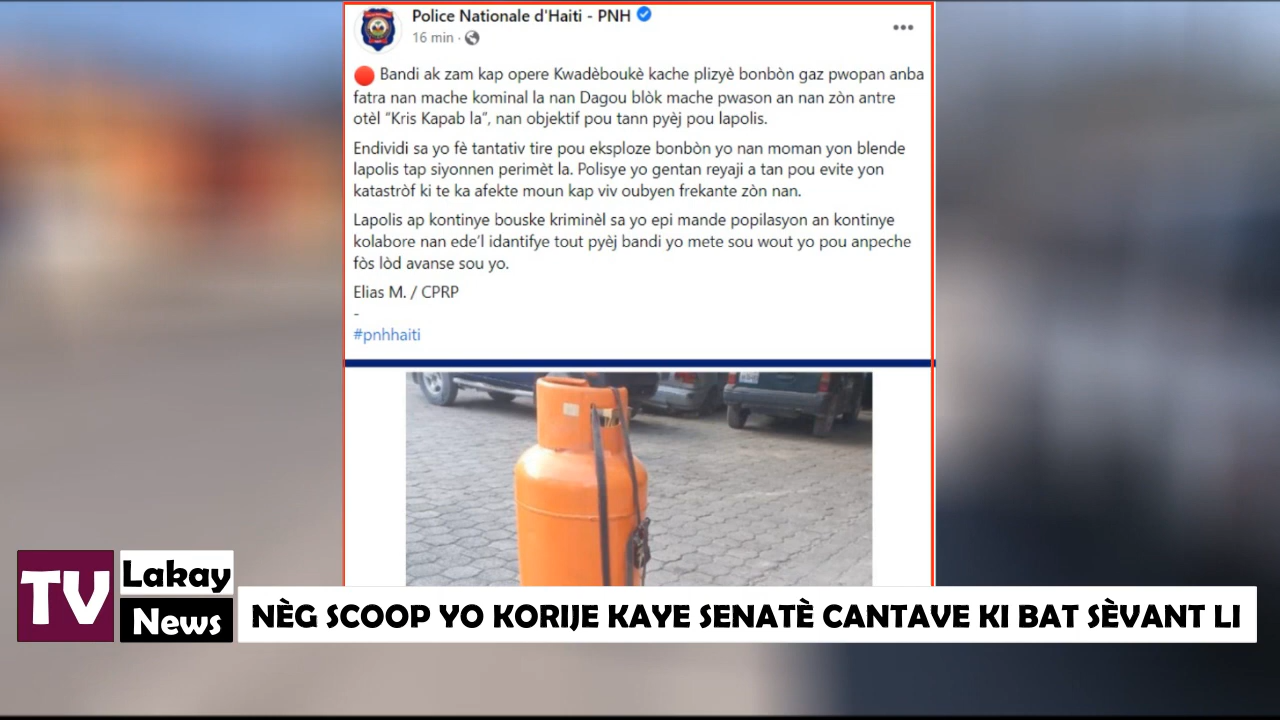 Police Nationale d'Haiti - PNH
16 min ·
Bandi ak zam kap opere Kwadèboukè kache plizyè bonbòn gaz pwopan anba
fatra nan mache kominal la nan Dagou blòk mache pwason an nan zòn antre
otèl “Kris Kapab la”, nan objektif pou tann pyèj pou lapolis.
Endividi sa yo fè tantativ tire pou eksploze bonbòn yo nan moman yon blende
lapolis tap siyonnen perimèt la. Polisye yo gentan reyaji a tan pou evite yon
katastròf ki te ka afekte moun kap viv oubyen frekante zòn nan.
Lapolis ap kontinye bouske kriminèl sa yo epi mande popilasyon an kontinye
kolabore nan ede’l idantifye tout pyèj bandi yo mete sou wout yo pou anpeche
fòs lòd avanse sou yo.
Elias M. / CPRP
-
#pnhhaiti
TV Lakay News
NÈG SCOOP YO KORIJE KAYE SENATÈ CANTAVE KI BAT SÈVANT LI